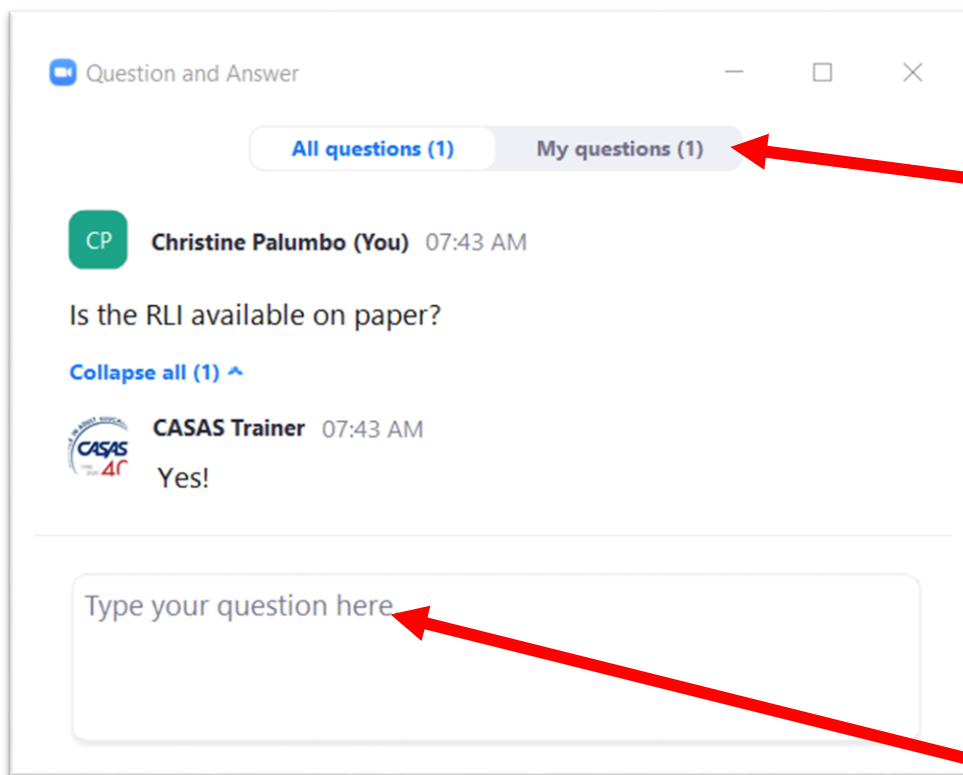 Question and Answer
All questions (1) My questions (1)
CP
Christine Palumbo (You) 07:43 AM
Is the RLI available on paper?
Collapse all (1)
CASAS Trainer 07:43 AM
CASAS
Yes!
Type your question here